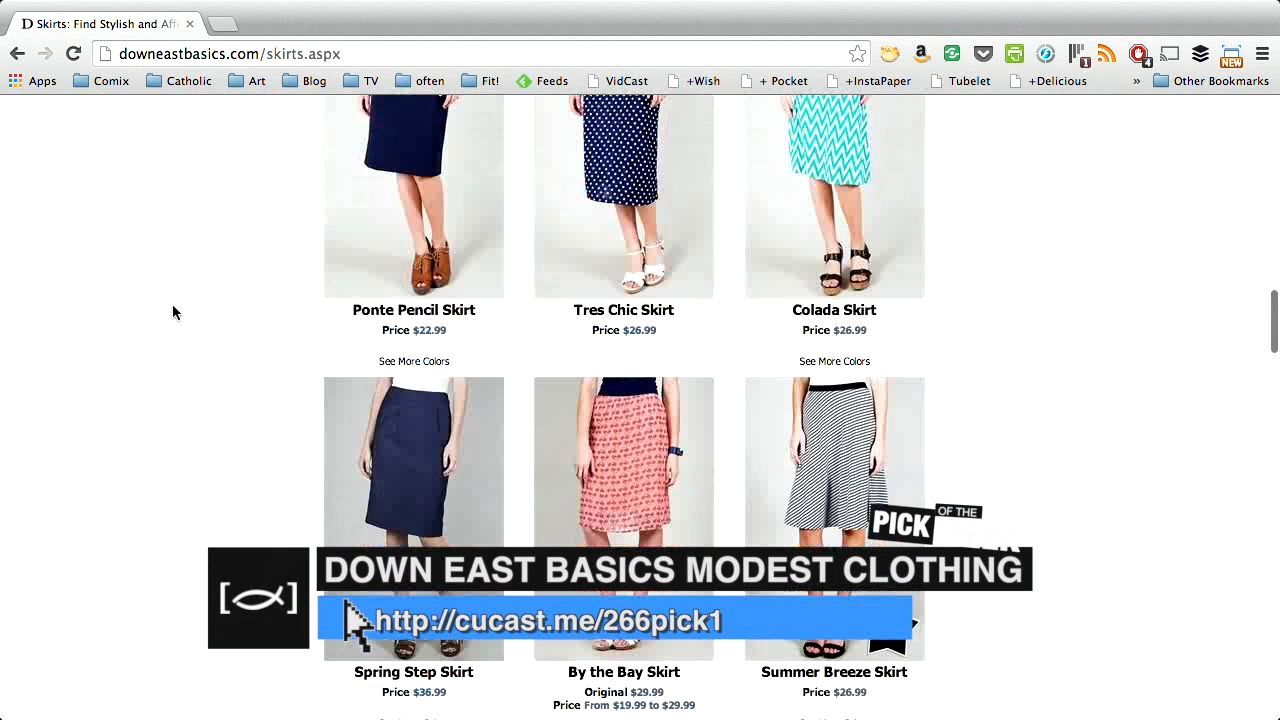 D Skirts: Find Stylish and Aff
downeastbasics.com/skirts.aspx
1
4
NEW
Apps
Comix
Catholic
Art
Blog
TV
often
Fit!
Feeds
VidCast
+Wish
+ Pocket
+InstaPaper
Tubelet
+Delicious
»
Other Bookmarks
Ponte Pencil Skirt
Price $22.99
See More Colors
Tres Chic Skirt
Price $26.99
Colada Skirt
Price $26.99
See More Colors
PICK
OF THE
DOWN EAST BASICS MODEST CLOTHING
http://cucast.me/266pick1
Spring Step Skirt
Price $36.99
By the Bay Skirt
Original $29.99
Price From $19.99 to $29.99
Summer Breeze Skirt
Price $26.99